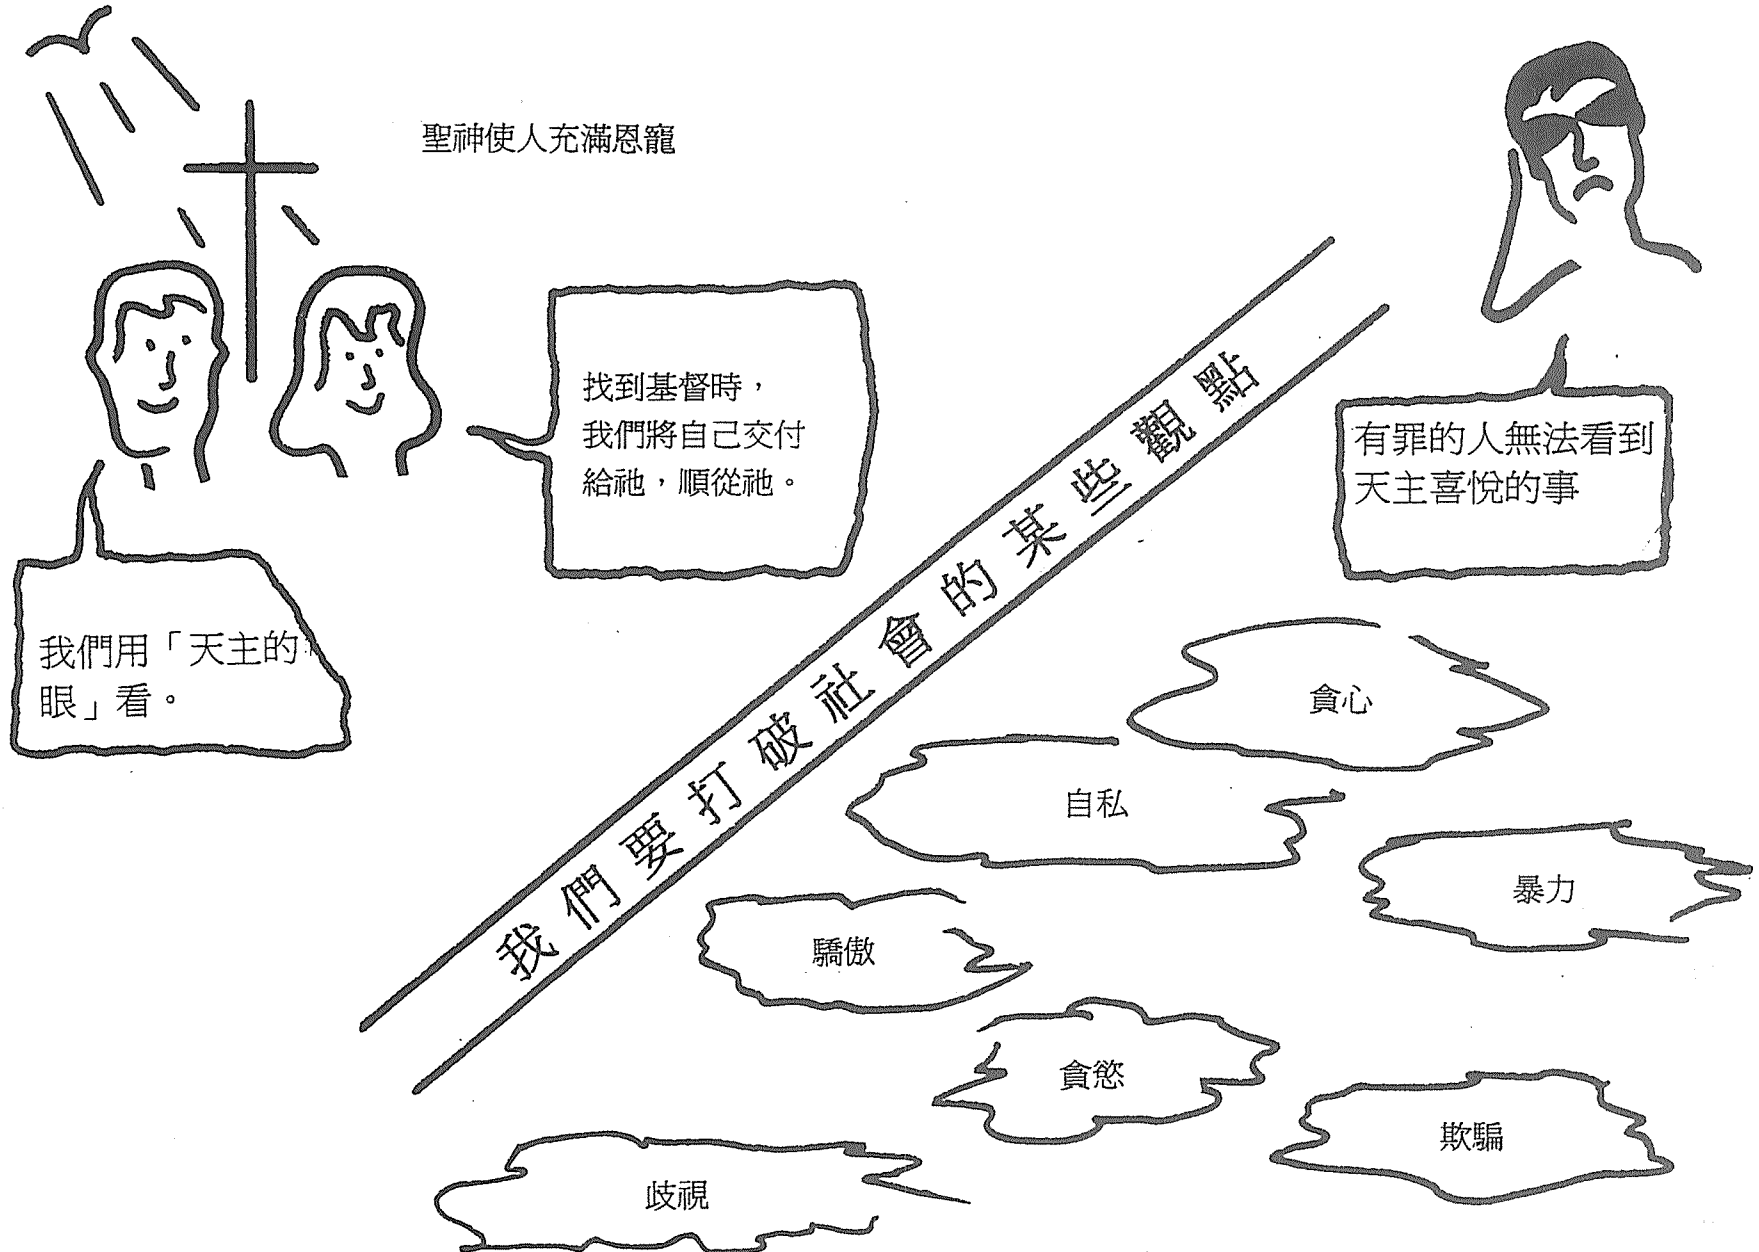 聖神使人充滿恩寵
找到基督時，
我們將自己交付
給祂，順從祂。
我們用「天主的
眼」看。
我們要打破社會的某些觀點
有罪的人無法看到
天主喜悅的事
貪心
自私
暴力
驕傲
貪慾
欺騙
歧視